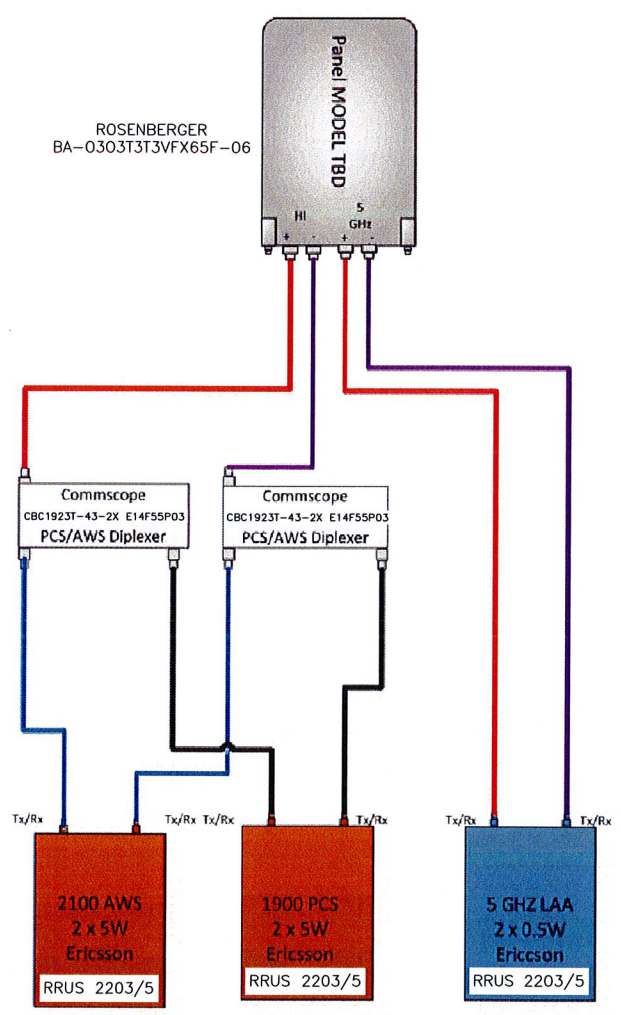 Panel MODEL TBD
ROSENBERGER
BA-0303T3T3VFX65F-06
HI
5
GHz
+ - + -
Commscope
CBC1923T-43-2X E14F55P03
PCS/AWS Diplexer
Commscope
CBC1923T-43-2X E14F55P03
PCS/AWS Diplexer
Tx/Rx Tx/Rx Tx/Rx Tx/Rx Tx/Rx Tx/Rx
2100 AWS
2 x 5W
Ericsson
RRUS 2203/5
1900 PCS
2 x 5W
Ericsson
RRUS 2203/5
5 GHZ LAA
2 x 0.5W
Ericcson
RRUS 2203/5